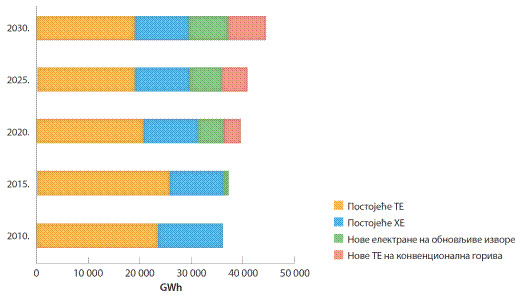 2030.
2025.
2020.
2015.
2010.
0 10 000 20 000 30 000 40 000 50 000
GWh
Постојеће ТЕ
Постојеће ХЕ
Нове електране на обновљиве изворе
Нове ТЕ на конвенционална горива